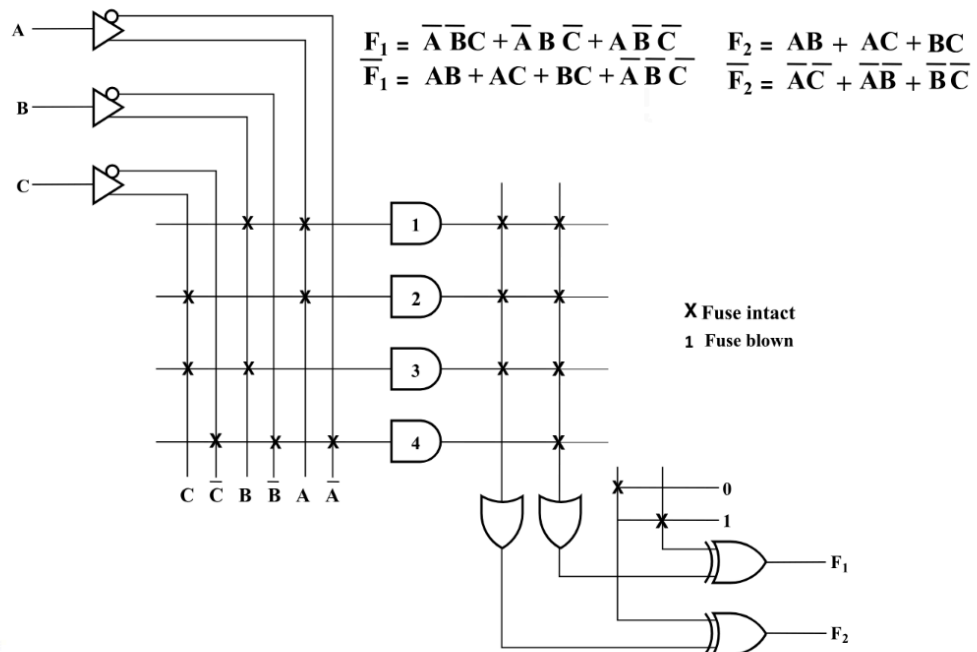 A
B
C
F₁ = A̅ B̅C + A̅ B C̅ + A B̅ C̅
F̅₁ = AB + AC + BC + A̅ B̅ C̅
F₂ = AB + AC + BC
F̅₂ = A̅C̅ + A̅B̅ + B̅ C̅
1
2
3
4
X Fuse intact
1 Fuse blown
C C̅ B B̅ A A̅
0
1
F₁
F₂